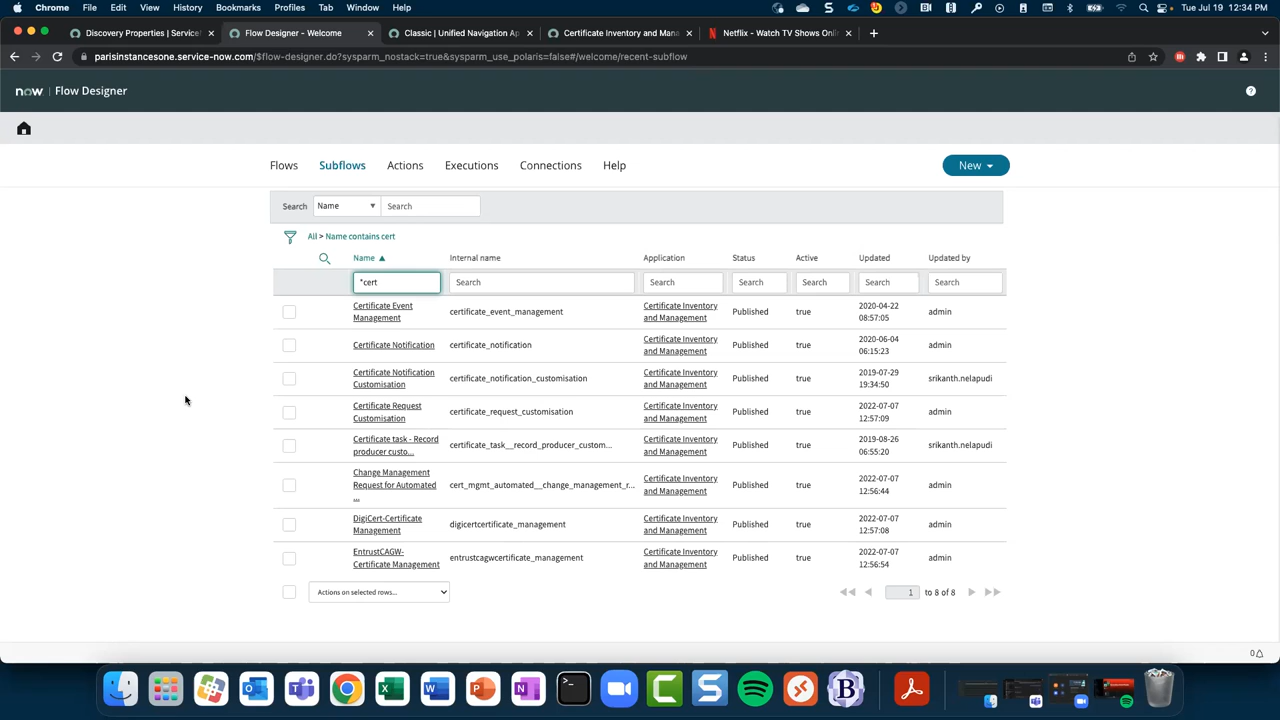 Chrome File Edit View History Bookmarks Profiles Tab Window Help Tue Jul 19 12:34 PM
Discovery Properties | Service
Flow Designer - Welcome
Classic | Unified Navigation Ap
Certificate Inventory and Mana
Netflix - Watch TV Shows Onli
parisinstancesone.service-now.com/$flow-designer.do?sysparm_nostack=true&sysparm_use_polaris=false#/welcome/recent-subflow
now Flow Designer
Flows Subflows Actions Executions Connections Help New
Search Name Search
All > Name contains cert
Name Internal name Application Status Active Updated Updated by
*cert Search Search Search Search Search Search
Certificate Event
Management
certificate_event_management
Certificate Inventory
and Management
Published
true
2020-04-22
08:57:05
admin
Certificate Notification
certificate_notification
Certificate Inventory
and Management
Published
true
2020-06-04
06:15:23
admin
Certificate Notification
Customisation
certificate_notification_customisation
Certificate Inventory
and Management
Published
true
2019-07-29
19:34:50
srikanth.nelapudi
Certificate Request
Customisation
certificate_request_customisation
Certificate Inventory
and Management
Published
true
2022-07-07
12:57:09
admin
Certificate task - Record
producer custo...
certificate_task__record_producer_custom...
Certificate Inventory
and Management
Published
true
2019-08-26
06:55:20
srikanth.nelapudi
Change Management
Request for Automated
...
cert_mgmt_automated__change_management_r...
Certificate Inventory
and Management
Published
true
2022-07-07
12:56:44
admin
DigiCert-Certificate
Management
digicertcertificate_management
Certificate Inventory
and Management
Published
true
2022-07-07
12:57:08
admin
EntrustCAGW-
Certificate Management
entrustcagwcertificate_management
Certificate Inventory
and Management
Published
true
2022-07-07
12:56:54
admin
Actions on selected rows...
1 to 8 of 8
0